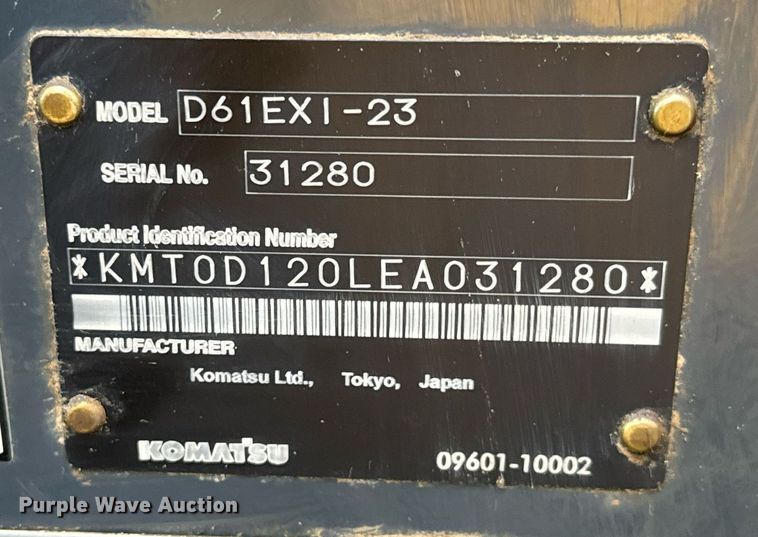 MODEL D61EXI-23
SERIAL No. 31280
Product Identification Number
*KMT0D120LEA031280*
MANUFACTURER
Komatsu Ltd., Tokyo, Japan
KOMATSU 09601-10002
Purple Wave Auction